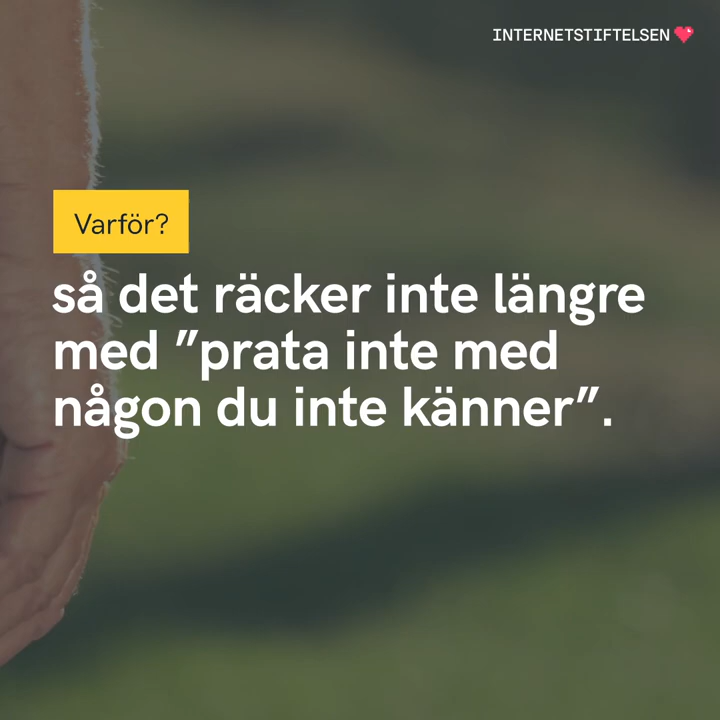 INTERNETSTIFTELSEN
Varför?
så det räcker inte längre
med ”prata inte med
någon du inte känner”.